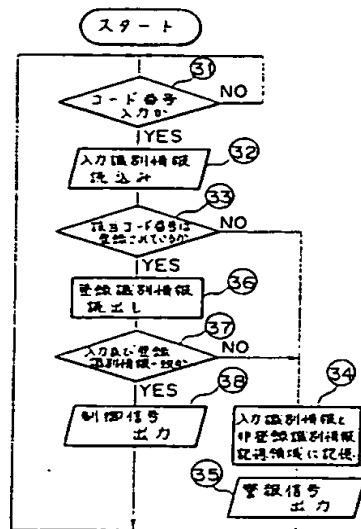 スタート
31
コード番号
入力か
NO
YES
32
入力識別情報
読込み
33
該当コード番号は
登録されているか
NO
YES
36
登録識別情報
読出し
37
入力及び登録
識別情報一致か
NO
YES
38
制御信号
出力
34
入力識別情報を
非登録識別情報
記憶領域に記憶
35
警報信号
出力